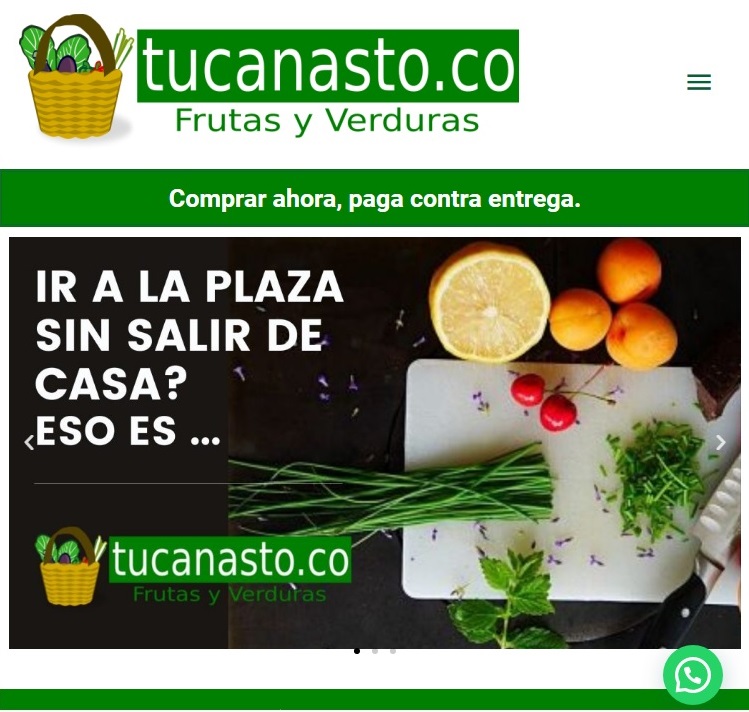 tucanasto.co
Frutas y Verduras
Comprar ahora, paga contra entrega.
IR A LA PLAZA
SIN SALIR DE
CASA?
ESO ES ...
tucanasto.co
Frutas y Verduras